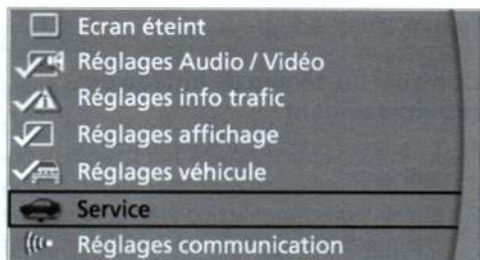 Ecran éteint
Réglages Audio / Vidéo
Réglages info trafic
Réglages affichage
Réglages véhicule
Service
Réglages communication